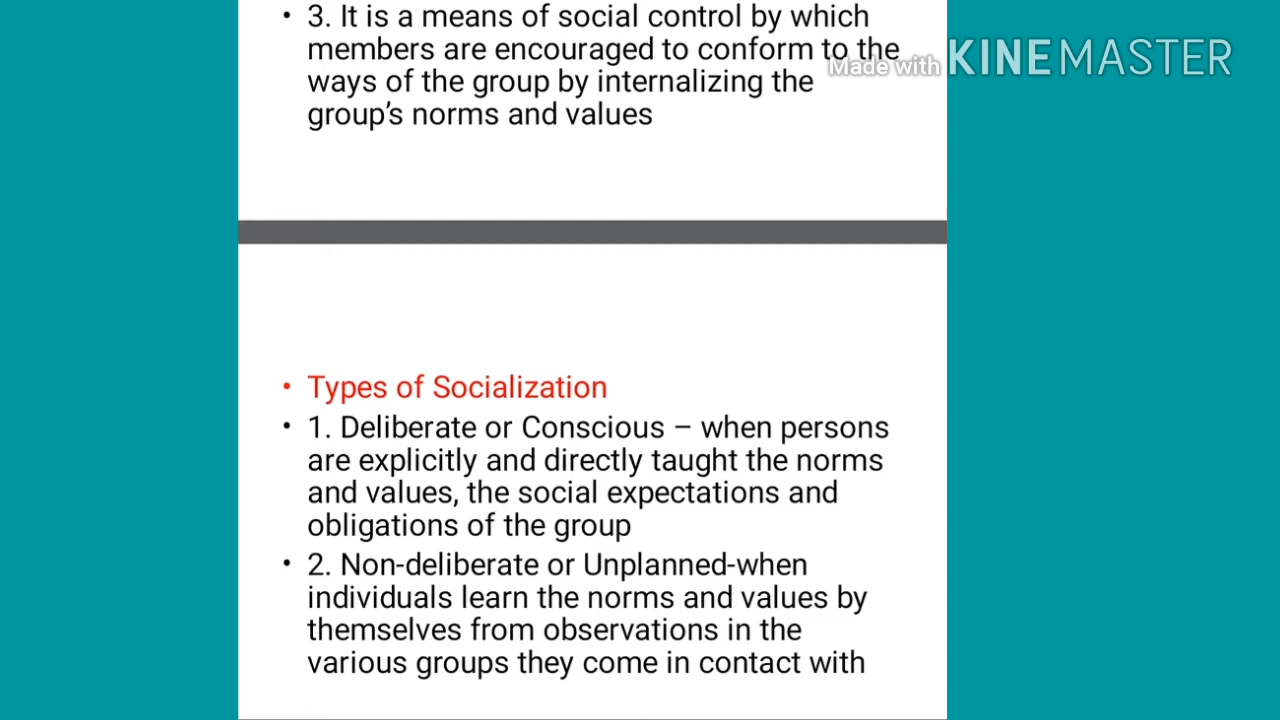 • 3. It is a means of social control by which
members are encouraged to conform to the
ways of the group by internalizing the
group’s norms and values
Made with KINEMASTER
• Types of Socialization
• 1. Deliberate or Conscious – when persons
are explicitly and directly taught the norms
and values, the social expectations and
obligations of the group
• 2. Non-deliberate or Unplanned-when
individuals learn the norms and values by
themselves from observations in the
various groups they come in contact with